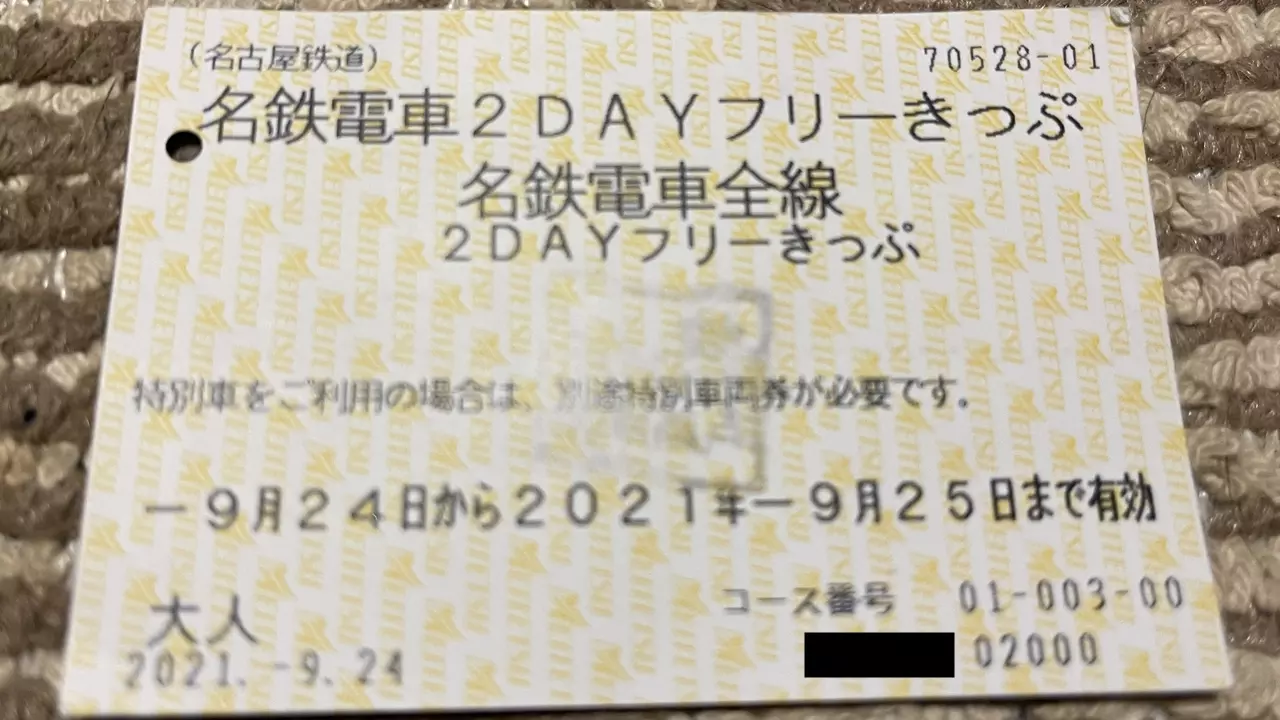 (名古屋鉄道)
70528-01
名鉄電車2DAYフリーきっぷ
名鉄電車全線
2DAYフリーきっぷ
特別車をご利用の場合は、別途特別車両券が必要です。
-9月24日から2021年-9月25日まで有効
コース番号 01-003-00
大人
02000
2021.-9.24